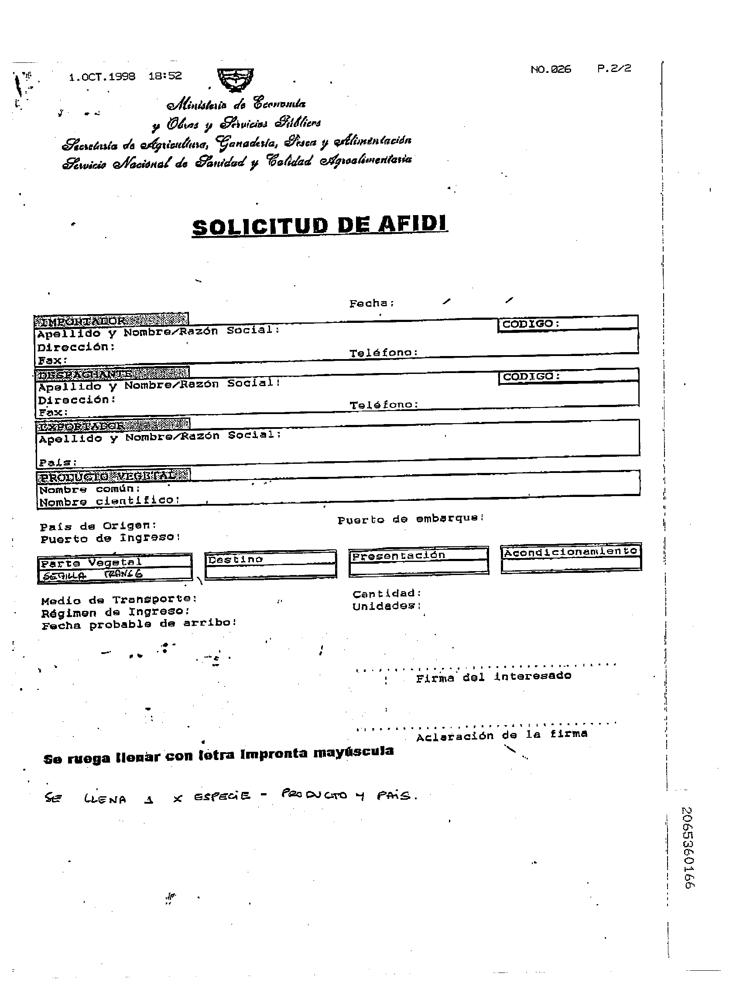 1.OCT.1998 18:52
NO.026 P.2/2
Ministerio de Economía
y Obras y Servicios Públicos
Secretaría de Agricultura, Ganadería, Pesca y Alimentación
Servicio Nacional de Sanidad y Calidad Agroalimentaria
SOLICITUD DE AFIDI
Fecha: / /
IMPORTADOR
CODIGO:
Apellido y Nombre/Razón Social:
Dirección:
Teléfono:
Fax:
DESPACHANTE
CODIGO:
Apellido y Nombre/Razón Social:
Dirección:
Teléfono:
Fax:
EXPORTADOR
Apellido y Nombre/Razón Social:
País:
PRODUCTO VEGETAL
Nombre común:
Nombre científico:
País de Origen:
Puerto de embarque:
Puerto de Ingreso:
Parte Vegetal
Destino
Presentación
Acondicionamiento
Medio de Transporte:
Cantidad:
Régimen de Ingreso:
Unidades:
Fecha probable de arribo:
Firma del interesado
Aclaración de la firma
Se ruega llenar con letra Impronta mayúscula
SE LLENA 1 X ESPECIE - PRODUCTO Y PAIS.
2065360166